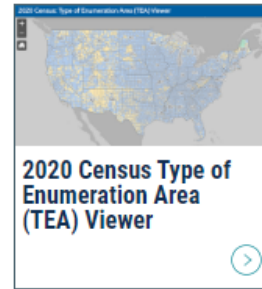 2020 Census: Type of Enumeration Area (TEA) Viewer
2020 Census Type of
Enumeration Area
(TEA) Viewer